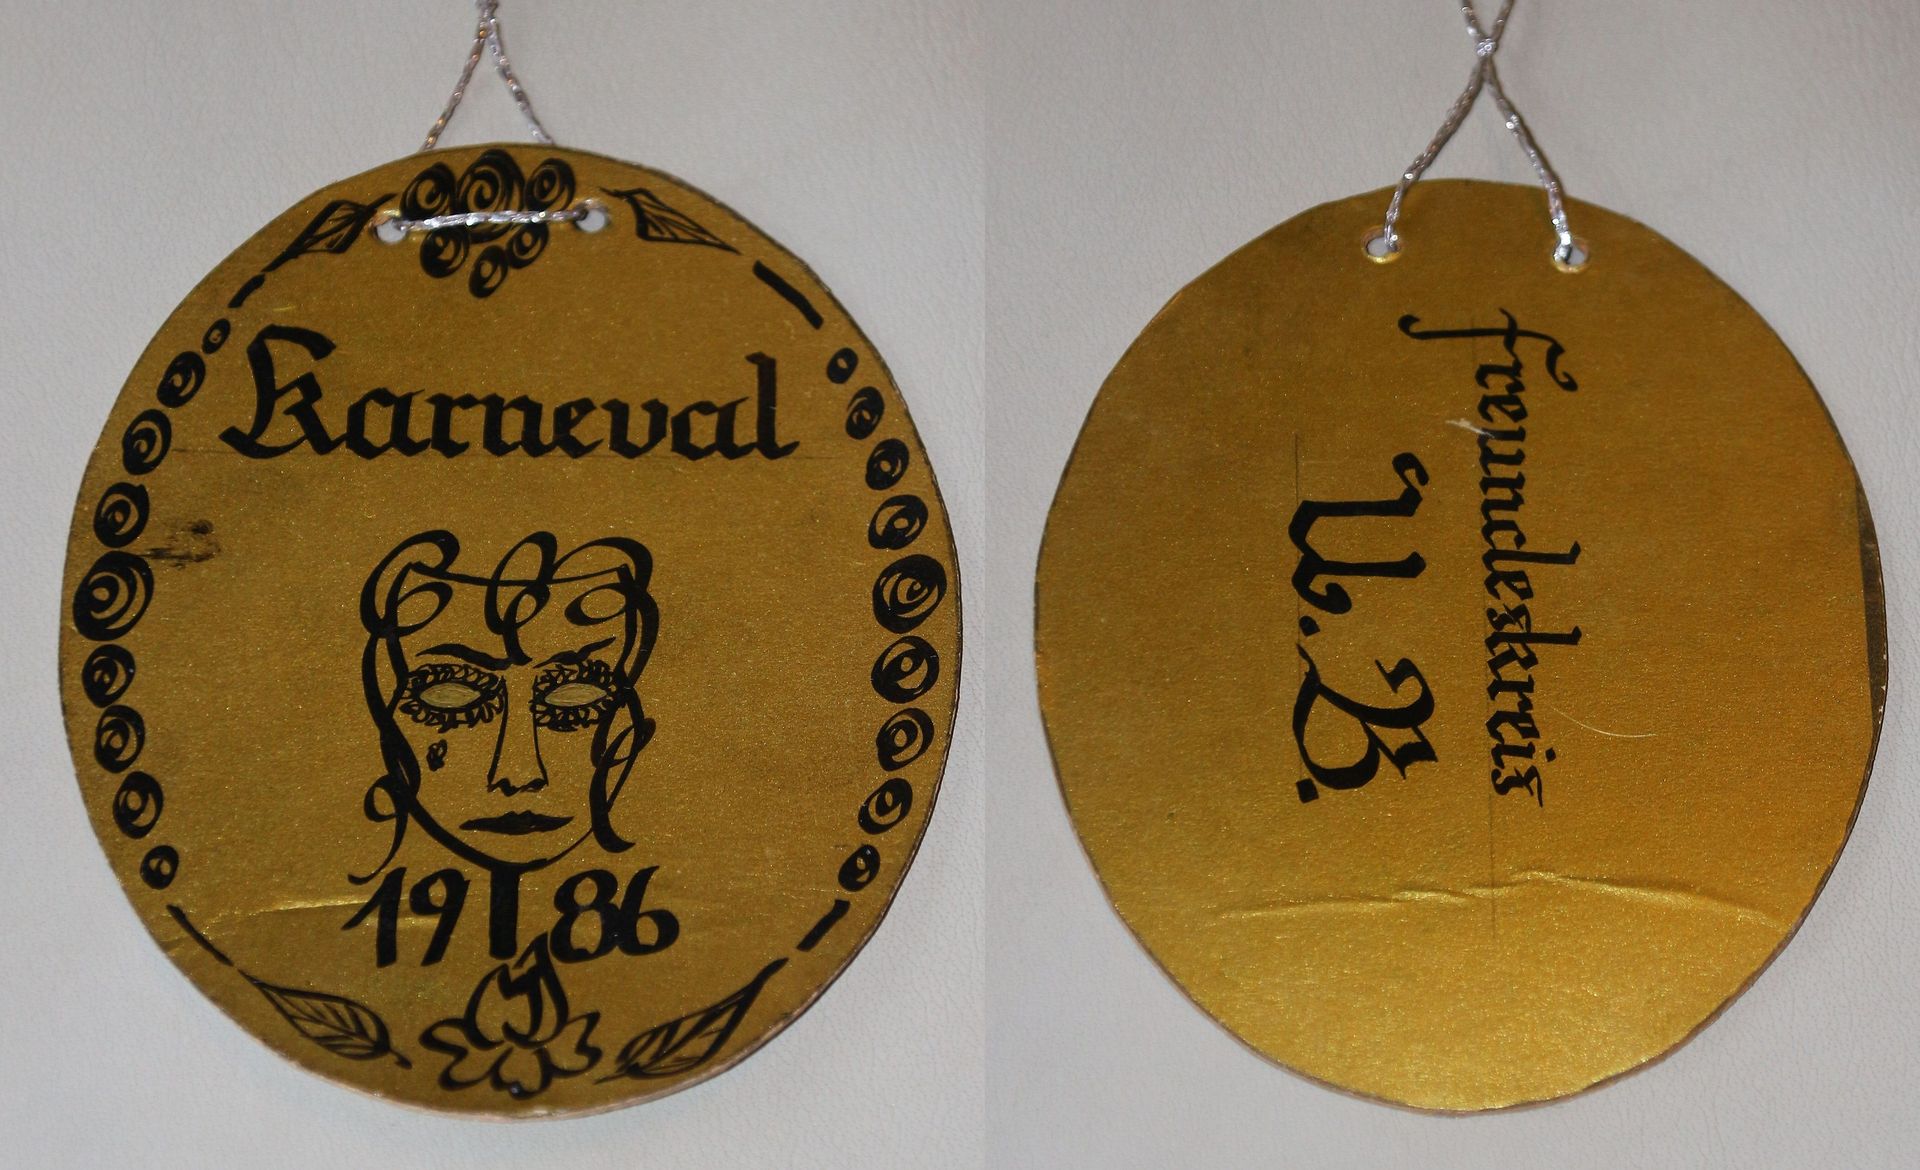 Karneval
1986
Freundeskreis
U.B.